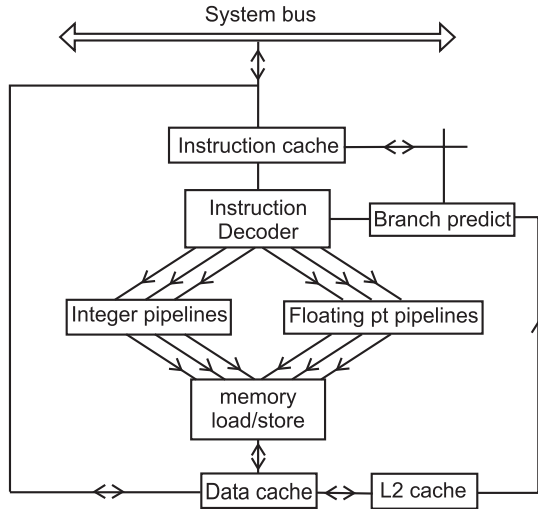 System bus
Instruction cache
Instruction
Decoder
Branch predict
Integer pipelines
Floating pt pipelines
memory
load/store
Data cache
L2 cache